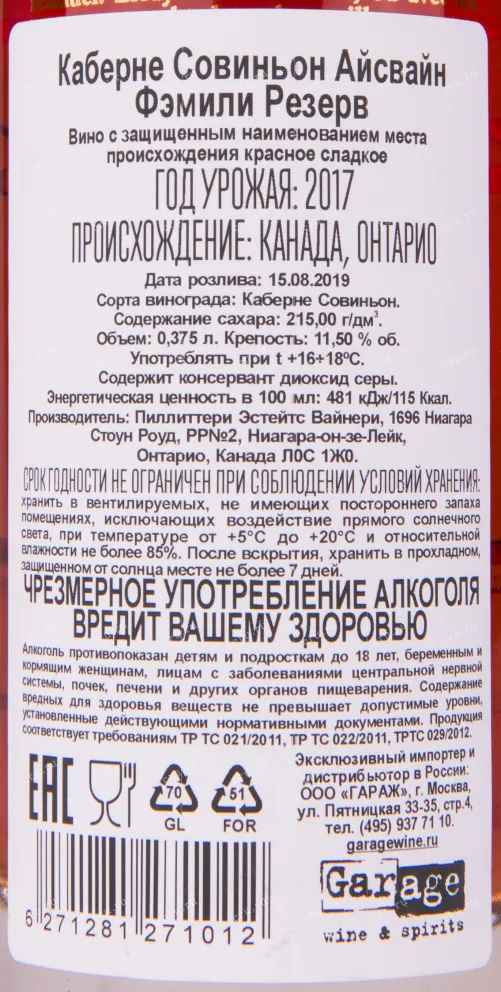 Каберне Совиньон Айсвайн
Фэмили Резерв
Вино с защищенным наименованием места
происхождения красное сладкое
ГОД УРОЖАЯ: 2017
ПРОИСХОЖДЕНИЕ: КАНАДА, ОНТАРИО
Дата розлива: 15.08.2019
Сорта винограда: Каберне Совиньон.
Содержание сахара: 215,00 г/дм³.
Объем: 0,375 л. Крепость: 11,50 % об.
Употреблять при t +16+18ºС.
Содержит консервант диоксид серы.
Энергетическая ценность в 100 мл: 481 кДж/115 Ккал.
Производитель: Пиллиттери Эстейтс Вайнери, 1696 Ниагара
Стоун Роуд, РР№2, Ниагара-он-зе-Лейк,
Онтарио, Канада Л0С 1Ж0.
СРОК ГОДНОСТИ НЕ ОГРАНИЧЕН ПРИ СОБЛЮДЕНИИ УСЛОВИЙ ХРАНЕНИЯ:
хранить в вентилируемых, не имеющих постороннего запаха
помещениях, исключающих воздействие прямого солнечного
света, при температуре от +5°С до +20°С и относительной
влажности не более 85%. После вскрытия, хранить в прохладном,
защищенном от солнца месте не более 7 дней.
ЧРЕЗМЕРНОЕ УПОТРЕБЛЕНИЕ АЛКОГОЛЯ
ВРЕДИТ ВАШЕМУ ЗДОРОВЬЮ
Алкоголь противопоказан детям и подросткам до 18 лет, беременным и
кормящим женщинам, лицам с заболеваниями центральной нервной
системы, почек, печени и других органов пищеварения. Содержание
вредных для здоровья веществ не превышает допустимые уровни,
установленные действующими нормативными документами. Продукция
соответствует требованиям ТР ТС 021/2011, ТР ТС 022/2011, ТРТС 029/2012.
Эксклюзивный импортер и
дистрибьютор в России:
ООО «ГАРАЖ», г. Москва,
ул. Пятницкая 33-35, стр.4,
тел. (495) 937 71 10.
garagewine.ru
EAC
70
GL
51
FOR
6 271281 271012
Garage
wine & spirits